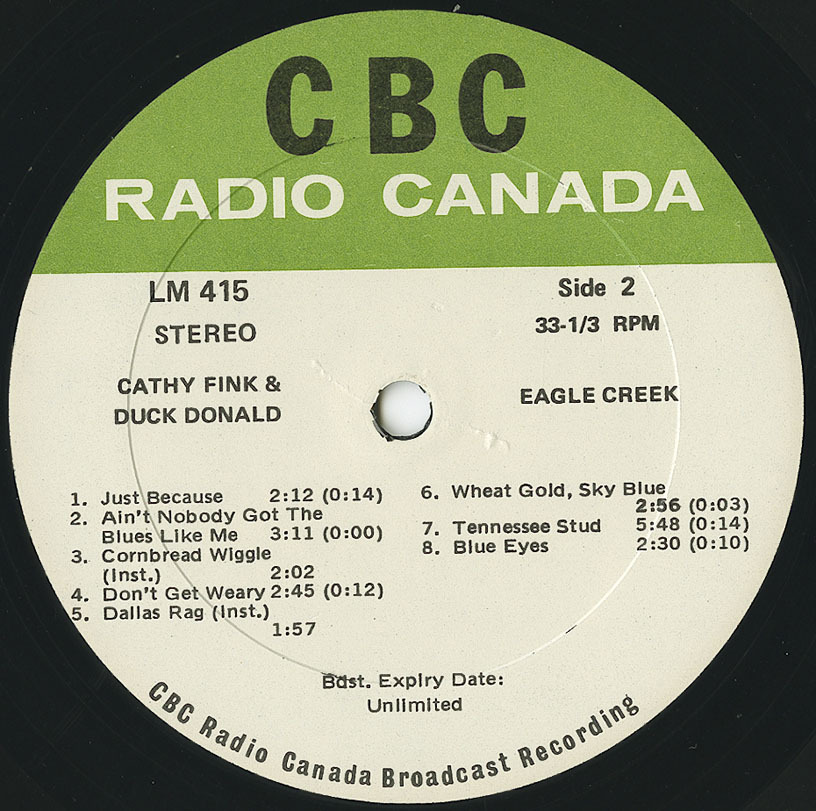 CBC
RADIO CANADA
LM 415
STEREO
Side 2
33-1/3 RPM
CATHY FINK &
DUCK DONALD
EAGLE CREEK
1. Just Because 2:12 (0:14)
2. Ain't Nobody Got The
Blues Like Me 3:11 (0:00)
3. Cornbread Wiggle
(Inst.) 2:02
4. Don't Get Weary 2:45 (0:12)
5. Dallas Rag (Inst.)
1:57
6. Wheat Gold, Sky Blue
2:56 (0:03)
7. Tennessee Stud 5:48 (0:14)
8. Blue Eyes 2:30 (0:10)
Bdst. Expiry Date:
Unlimited
CBC Radio Canada Broadcast Recording